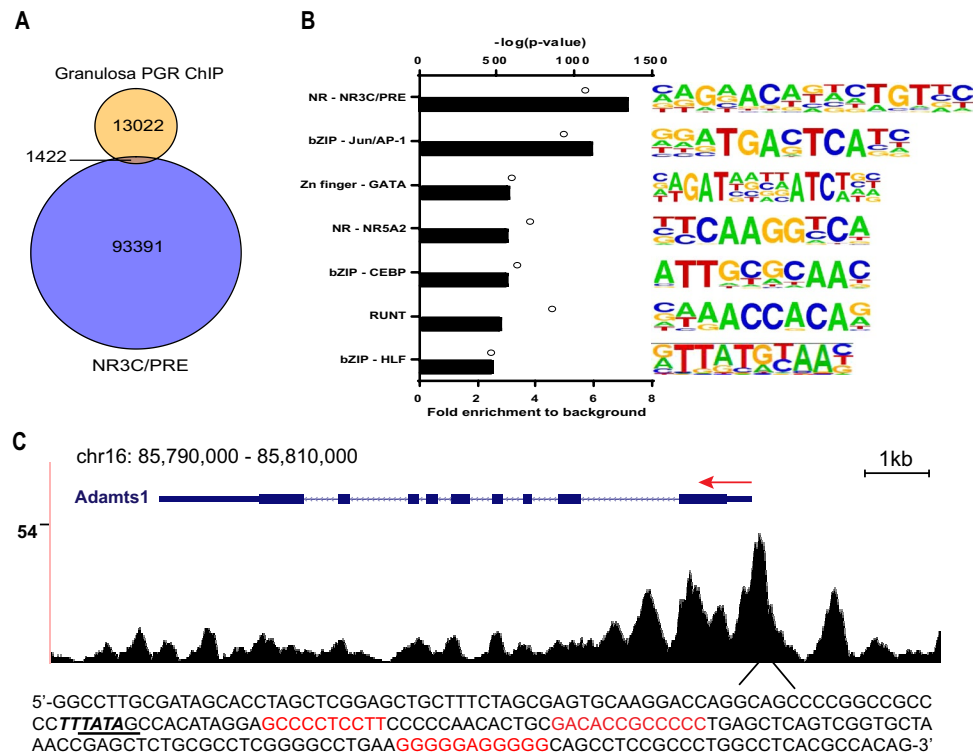 A
Granulosa PGR ChIP
13022
1422
93391
NR3C/PRE
B
-log(p-value)
0 500 1000 1500
NR - NR3C/PRE
bZIP - Jun/AP-1
Zn finger - GATA
NR - NR5A2
bZIP - CEBP
RUNT
bZIP - HLF
0 2 4 6 8
Fold enrichment to background
C
chr16: 85,790,000 - 85,810,000
1kb
Adamts1
54
5'-GGCCTTGCGATAGCACCTAGCTCGGAGCTGCTTTCTAGCGAGTGCAAGGACCAGGCAGCCCCGGCCGCC
CCTTTATAGCCACATAGGAGCCCCTCCTTCCCCCAACACTGCGACACCGCCCCCTGAGCTCAGTCGGTGCTA
AACCGAGCTCTGCGCCTCGGGGCCTGAAGGGGGAGGGGGCAGCCTCCGCCCTGGCCTCACGCCACAG-3'